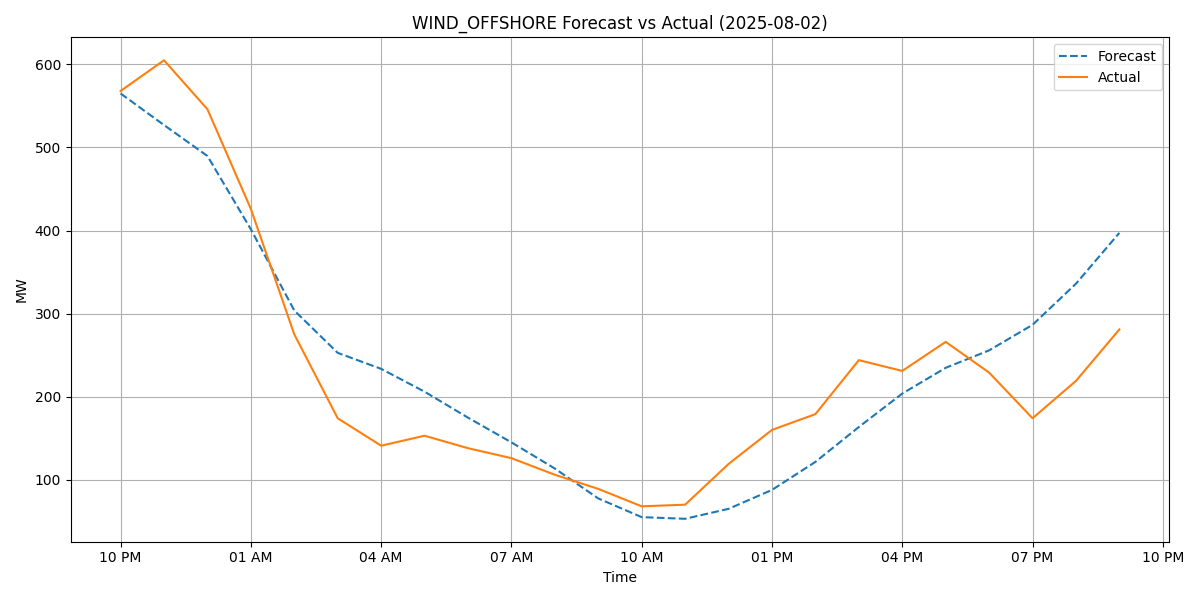 WIND_OFFSHORE Forecast vs Actual (2025-08-02)
Forecast
Actual
600
500
400
300
200
100
MW
10 PM 01 AM 04 AM 07 AM 10 AM 01 PM 04 PM 07 PM 10 PM
Time